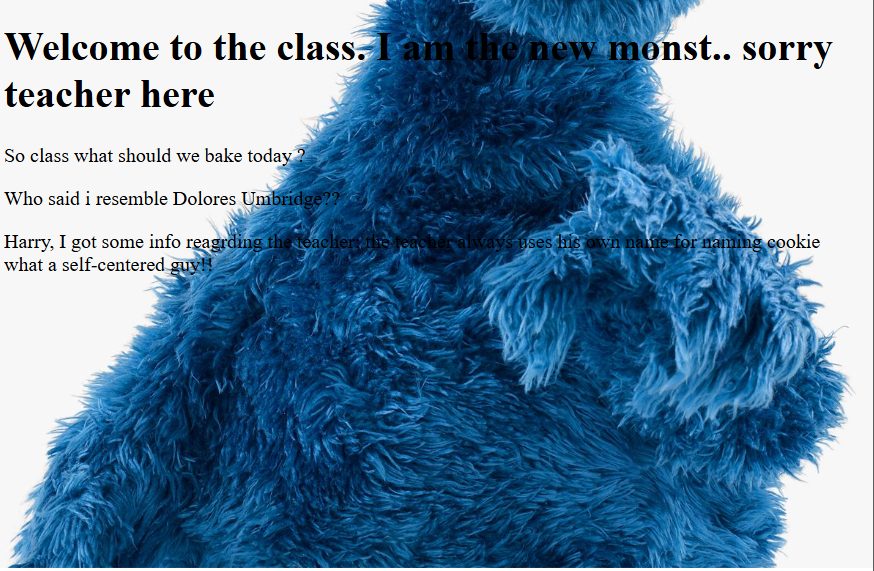 Welcome to the class. I am the new monst.. sorry
teacher here
So class what should we bake today ?
Who said i resemble Dolores Umbridge??
Harry, I got some info reagrding the teacher; the teacher always uses his own name for naming cookie
what a self-centered guy!!